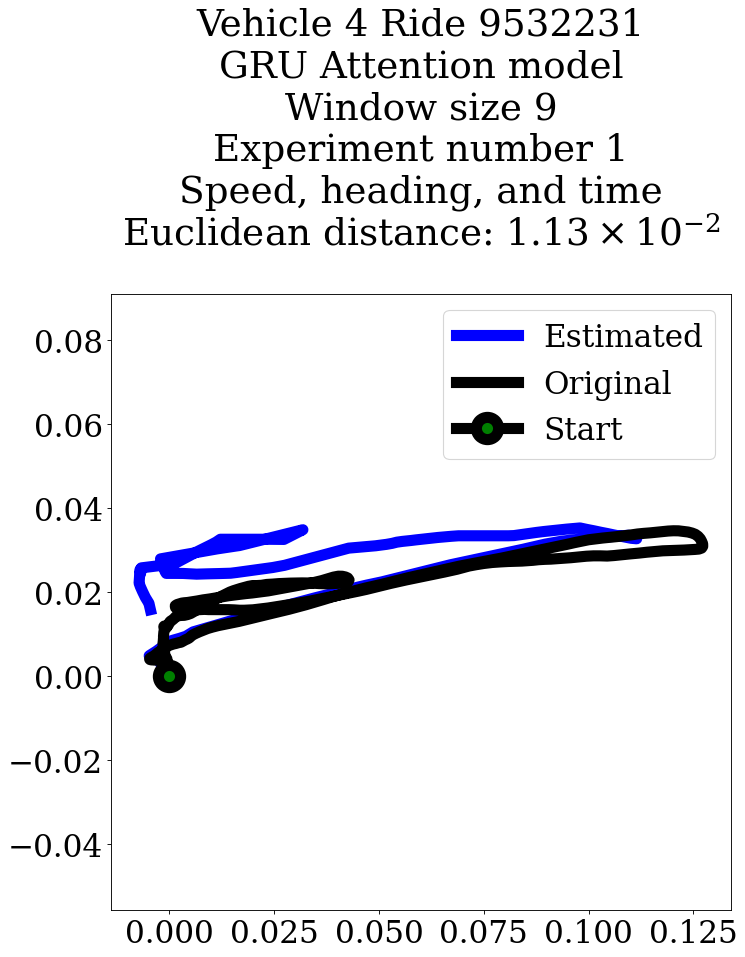 Vehicle 4 Ride 9532231
GRU Attention model
Window size 9
Experiment number 1
Speed, heading, and time
Euclidean distance: 1.13 × 10⁻²
Estimated
Original
Start
0.08
0.06
0.04
0.02
0.00
−0.02
−0.04
0.000 0.025 0.050 0.075 0.100 0.125